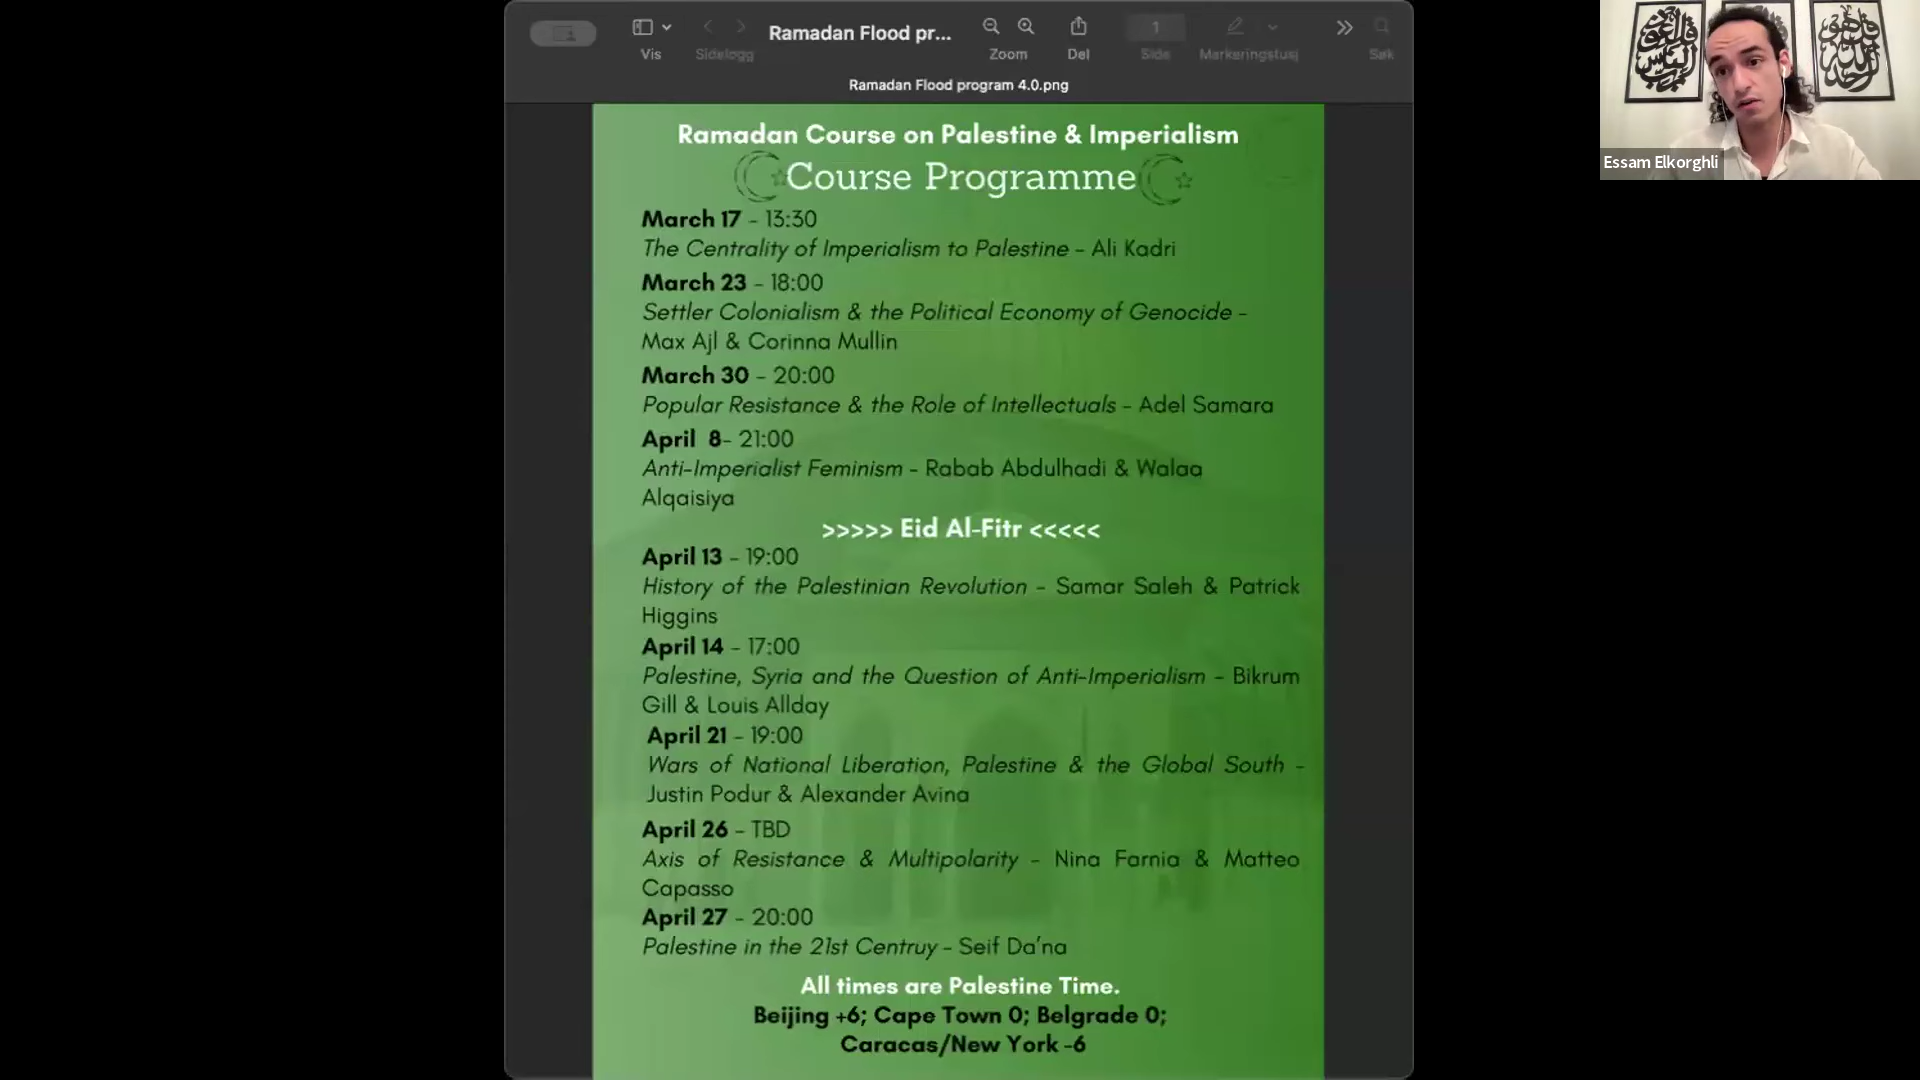 Ramadan Flood pr...
Vis
Sidelogg
Zoom
Del
1
Side
Markeringstusj
Søk
Ramadan Flood program 4.0.png
Ramadan Course on Palestine & Imperialism
Course Programme
March 17 - 13:30
The Centrality of Imperialism to Palestine - Ali Kadri
March 23 - 18:00
Settler Colonialism & the Political Economy of Genocide -
Max Ajl & Corinna Mullin
March 30 - 20:00
Popular Resistance & the Role of Intellectuals - Adel Samara
April 8- 21:00
Anti-Imperialist Feminism - Rabab Abdulhadi & Walaa
Alqaisiya
>>>>> Eid Al-Fitr <<<<<
April 13 - 19:00
History of the Palestinian Revolution - Samar Saleh & Patrick
Higgins
April 14 - 17:00
Palestine, Syria and the Question of Anti-Imperialism - Bikrum
Gill & Louis Allday
April 21 - 19:00
Wars of National Liberation, Palestine & the Global South -
Justin Podur & Alexander Avina
April 26 - TBD
Axis of Resistance & Multipolarity - Nina Farnia & Matteo
Capasso
April 27 - 20:00
Palestine in the 21st Centruy - Seif Da'na
All times are Palestine Time.
Beijing +6; Cape Town 0; Belgrade 0;
Caracas/New York -6
Essam Elkorghli